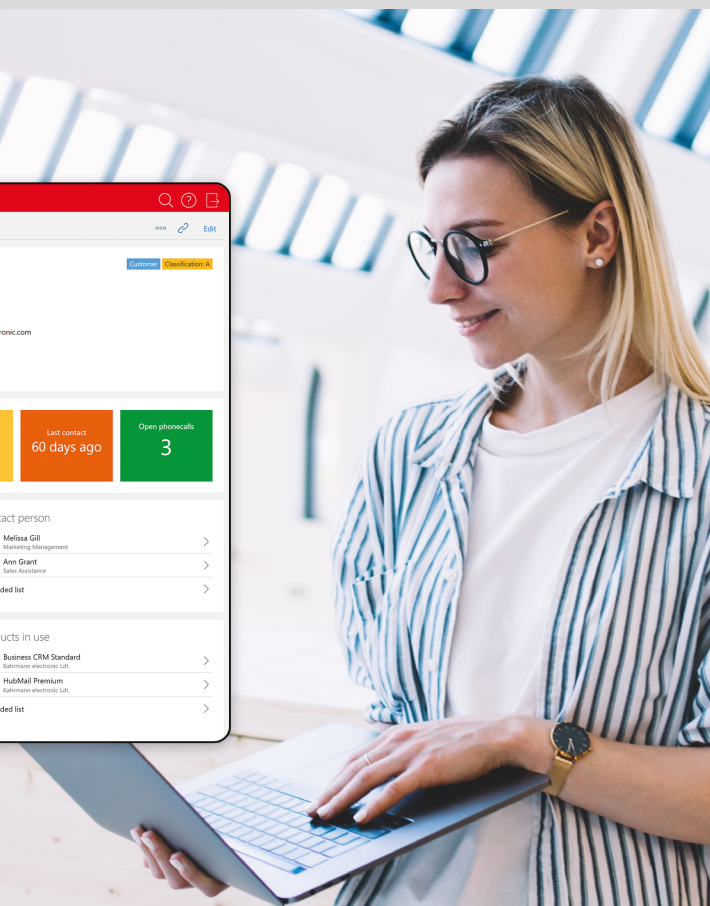 Edit
Customer Classification: A
ronic.com
Last contact
60 days ago
Open phonecalls
3
tact person
Melissa Gill
Marketing Management
Ann Grant
Sales Assistance
ded list
ucts in use
Business CRM Standard
Kahrmann electronic Ldt.
HubMail Premium
Kahrmann electronic Ldt.
ded list